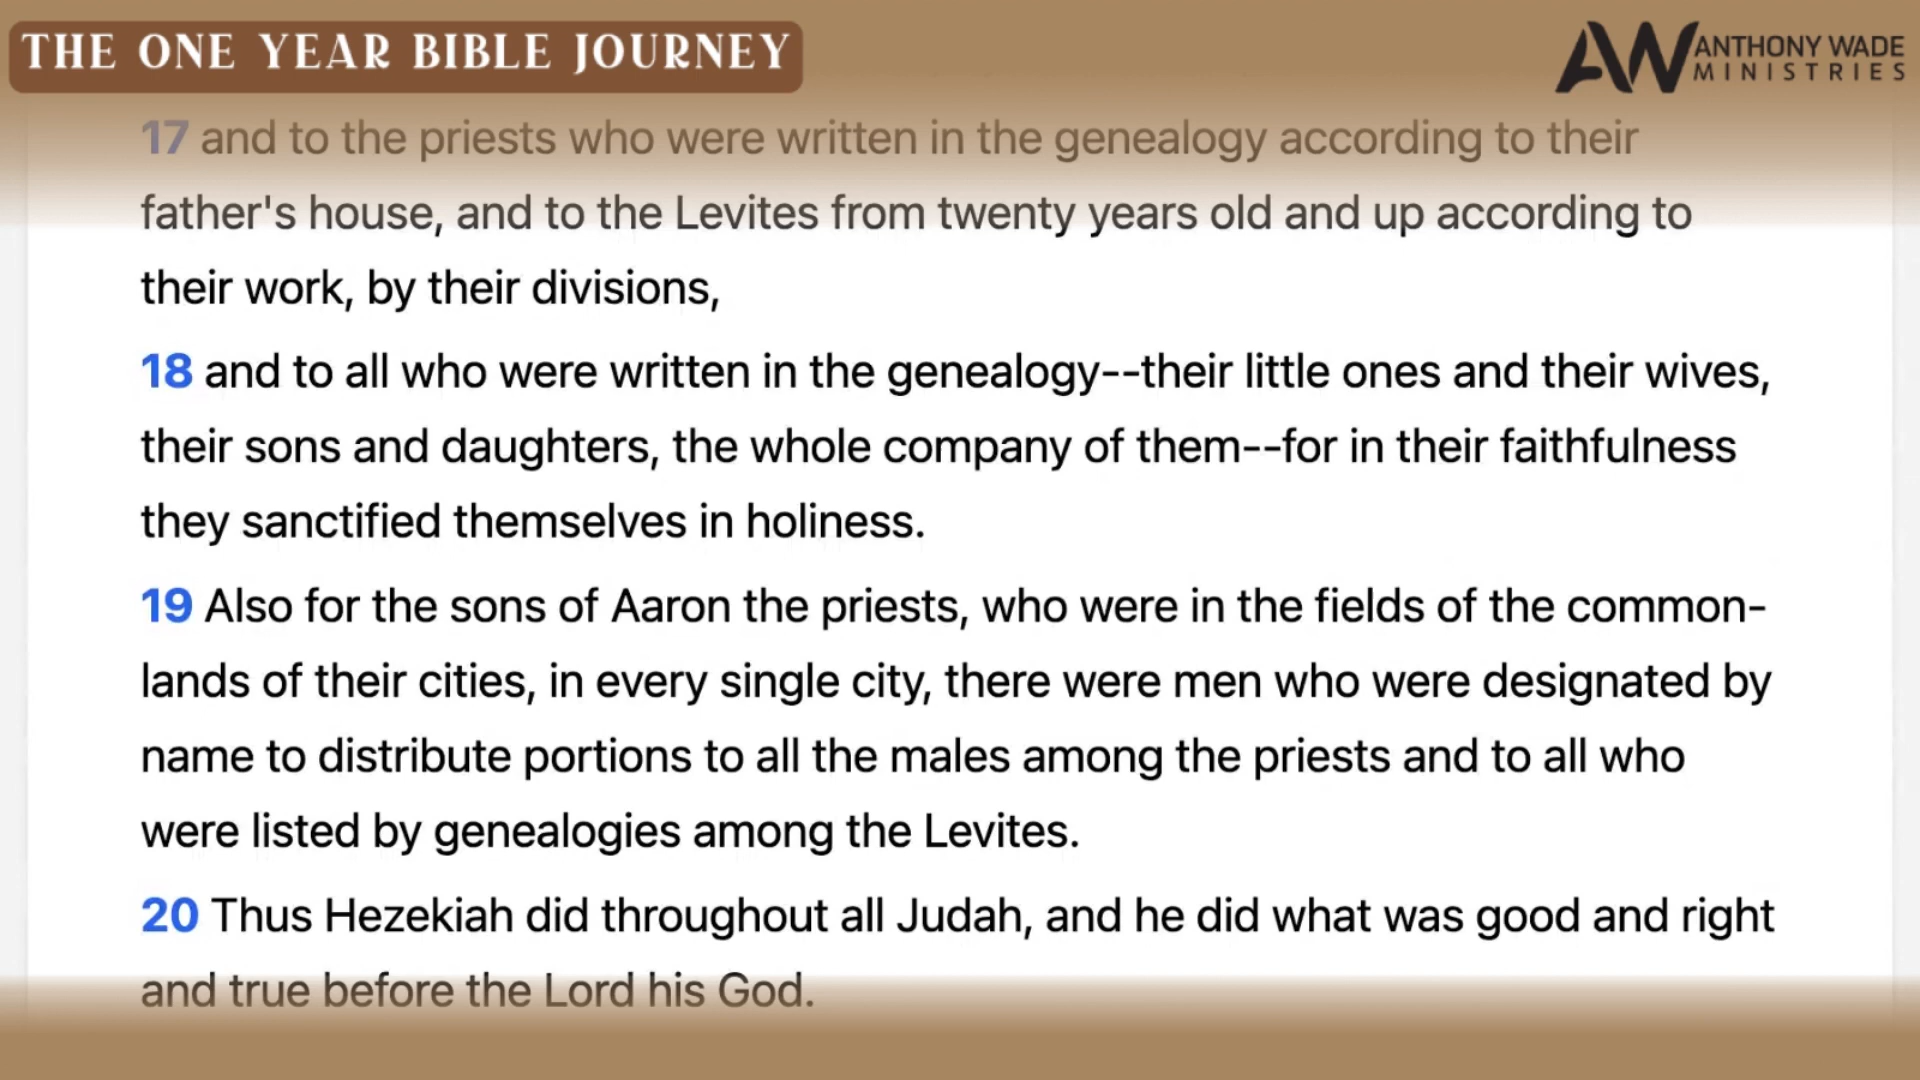 THE ONE YEAR BIBLE JOURNEY
AW ANTHONY WADE
MINISTRIES
17 and to the priests who were written in the genealogy according to their
father's house, and to the Levites from twenty years old and up according to
their work, by their divisions,
18 and to all who were written in the genealogy--their little ones and their wives,
their sons and daughters, the whole company of them--for in their faithfulness
they sanctified themselves in holiness.
19 Also for the sons of Aaron the priests, who were in the fields of the common-
lands of their cities, in every single city, there were men who were designated by
name to distribute portions to all the males among the priests and to all who
were listed by genealogies among the Levites.
20 Thus Hezekiah did throughout all Judah, and he did what was good and right
and true before the Lord his God.